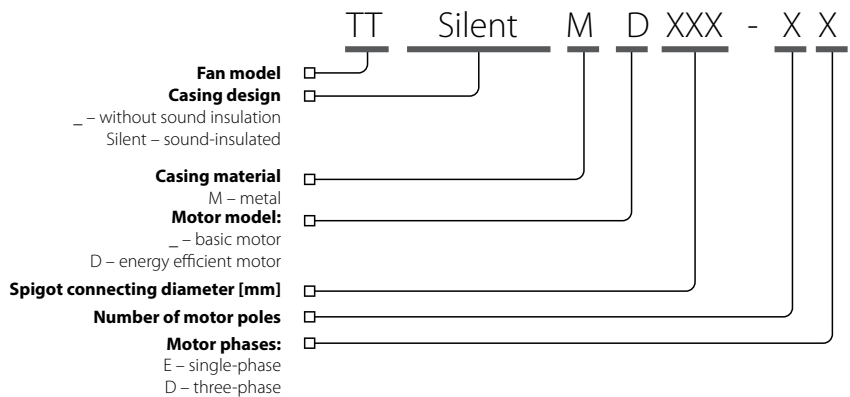 TT Silent M D XXX - X X
Fan model
Casing design
_ – without sound insulation
Silent – sound-insulated
Casing material
M – metal
Motor model:
_ – basic motor
D – energy efficient motor
Spigot connecting diameter [mm]
Number of motor poles
Motor phases:
E – single-phase
D – three-phase